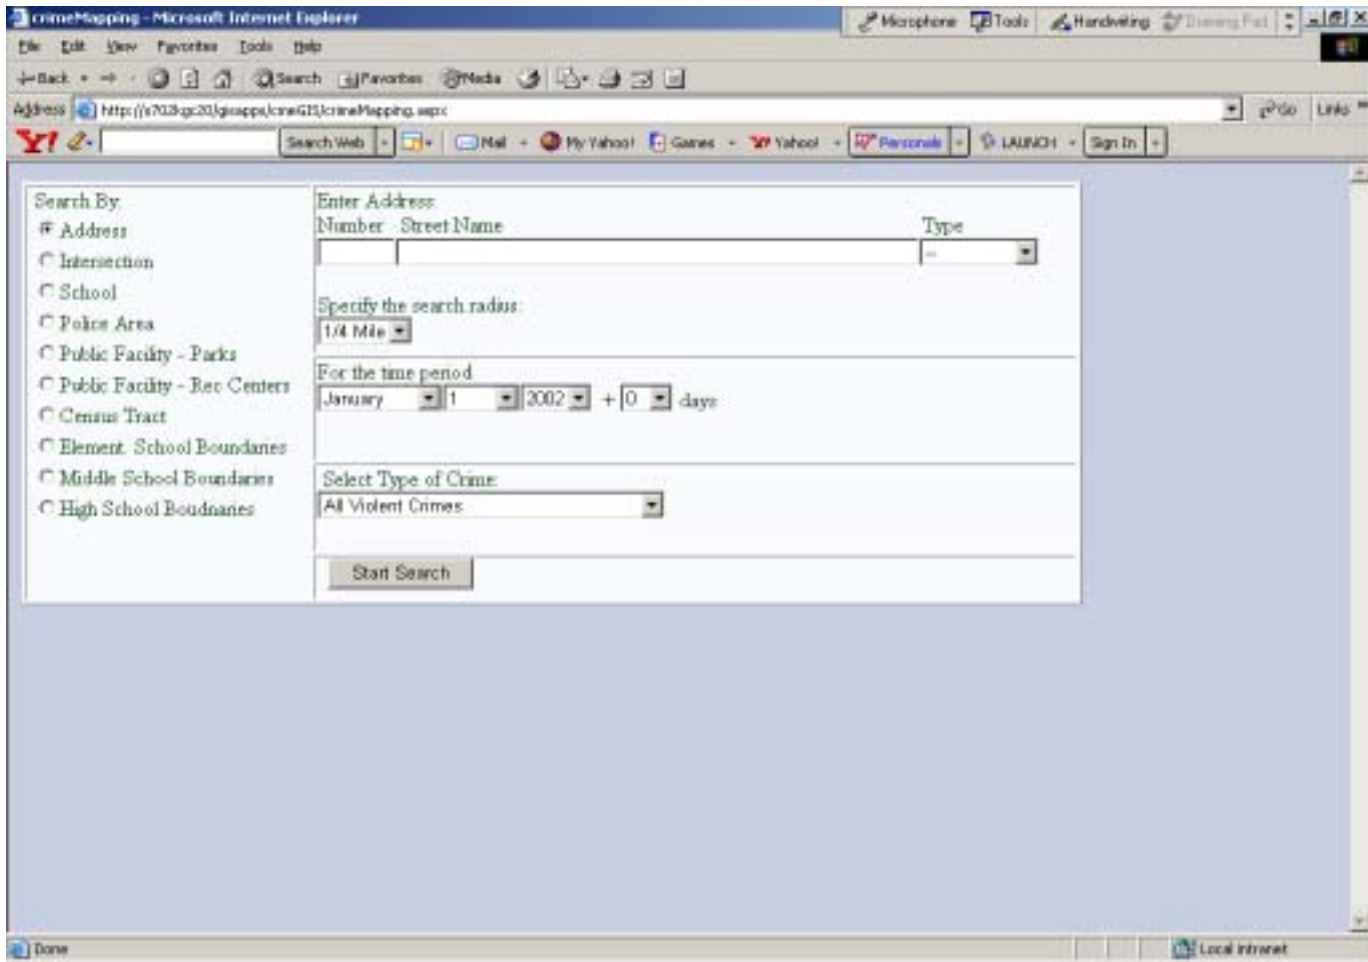 crimeMapping - Microsoft Internet Explorer
Microphone Tools Handwriting Drawing Pad
File Edit View Favorites Tools Help
Back Search Favorites Media
Address Go Links
Search Web Mail My Yahoo! Games Yahoo! Personals LAUNCH Sign In
Search By:
Address
Intersection
School
Police Area
Public Facility - Parks
Public Facility - Rec Centers
Census Tract
Element. School Boundaries
Middle School Boundaries
High School Boudnaries
Enter Address:
Number Street Name Type
--
Specify the search radius:
1/4 Mile
For the time period
January 1 2002 + 0 days
Select Type of Crime:
All Violent Crimes
Start Search
Done Local intranet